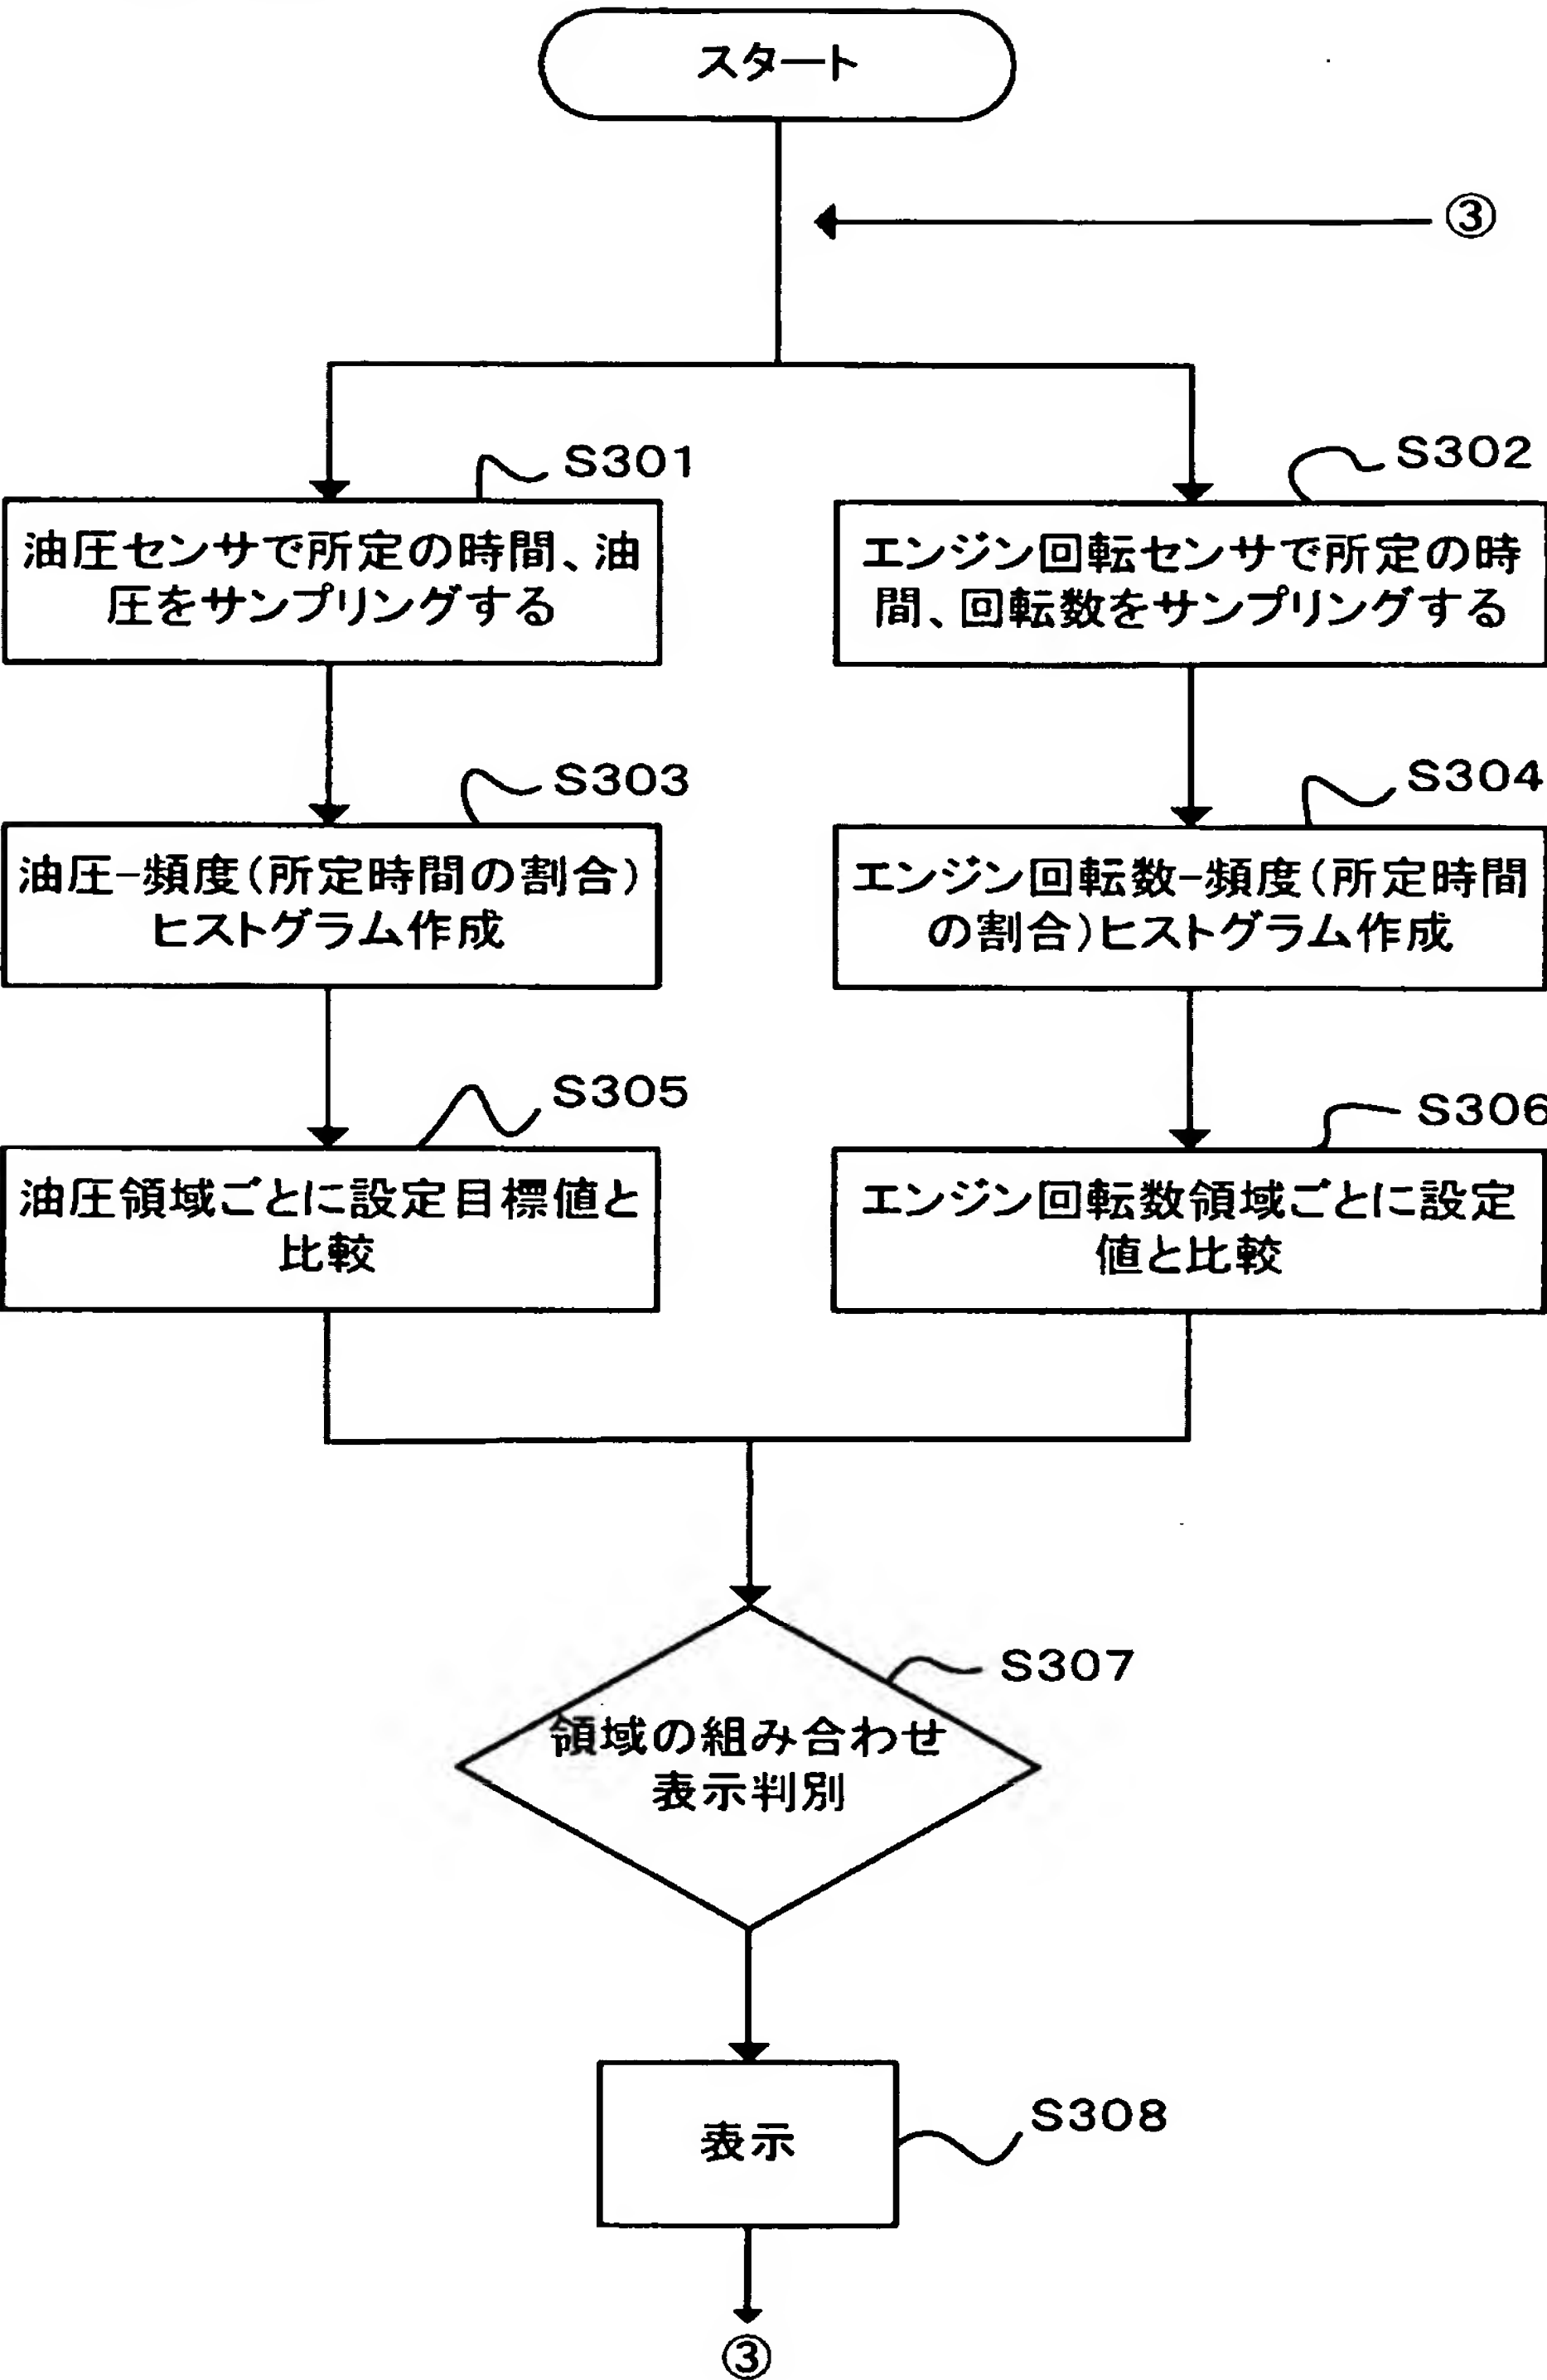 スタート
③
S301
S302
油圧センサで所定の時間、油
圧をサンプリングする
エンジン回転センサで所定の時
間、回転数をサンプリングする
S303
S304
油圧-頻度(所定時間の割合)
ヒストグラム作成
エンジン回転数-頻度(所定時間
の割合)ヒストグラム作成
S305
S306
油圧領域ごとに設定目標値と
比較
エンジン回転数領域ごとに設定
値と比較
S307
領域の組み合わせ
表示判別
表示
S308
③